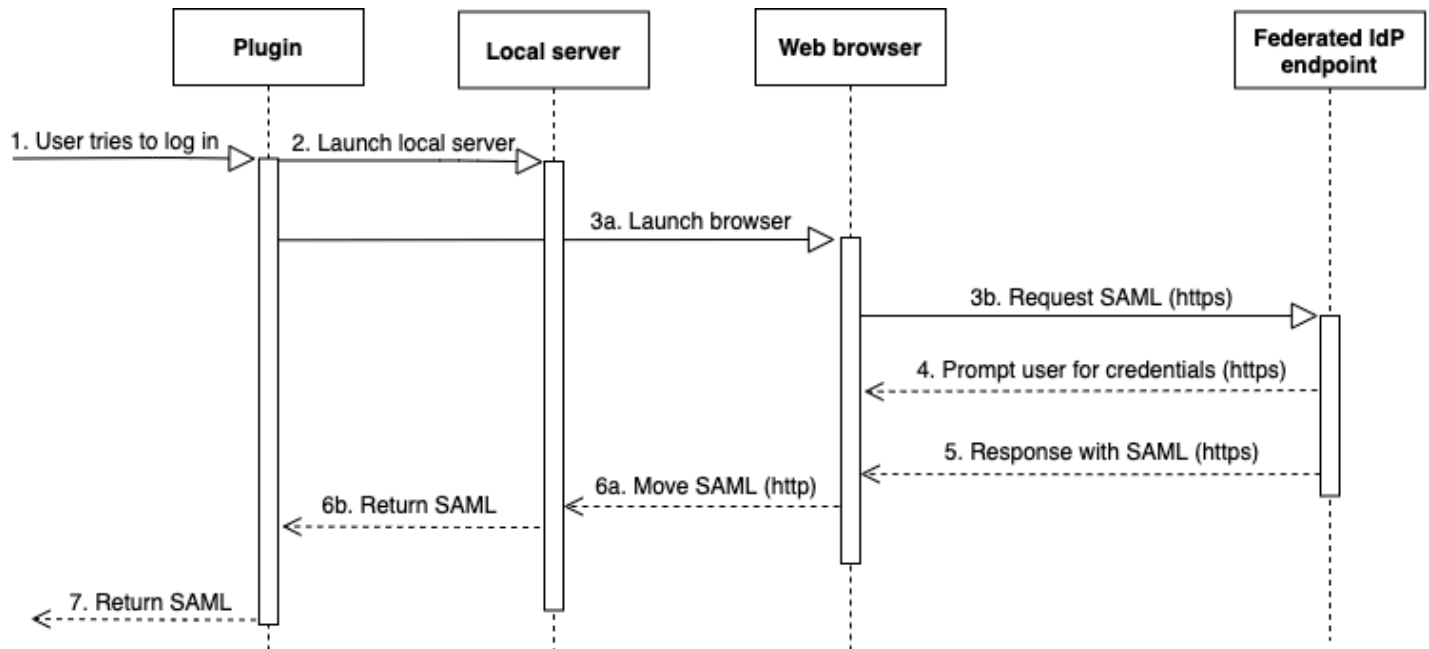 Plugin
Local server
Web browser
Federated IdP
endpoint
1. User tries to log in
2. Launch local server
3a. Launch browser
3b. Request SAML (https)
4. Prompt user for credentials (https)
5. Response with SAML (https)
6a. Move SAML (http)
6b. Return SAML
7. Return SAML